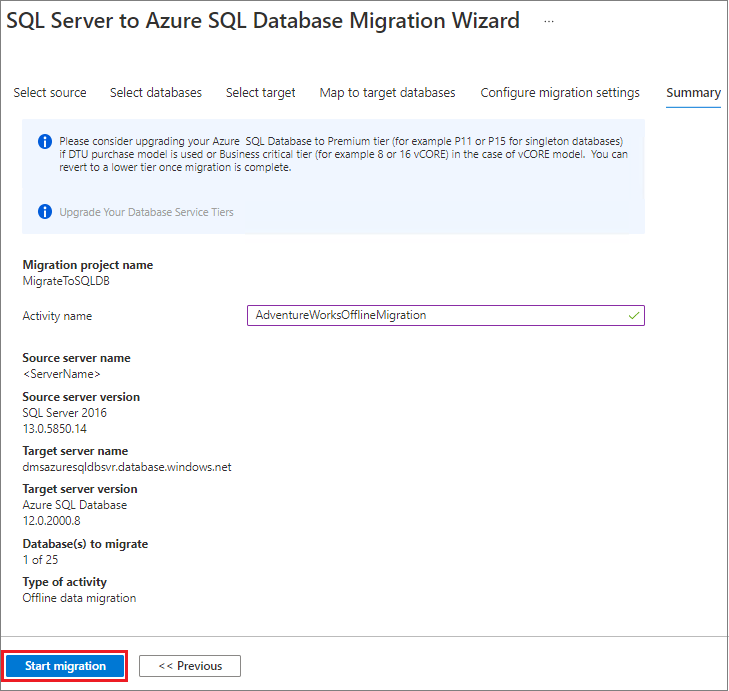 SQL Server to Azure SQL Database Migration Wizard ...
Select source Select databases Select target Map to target databases Configure migration settings Summary
Please consider upgrading your Azure SQL Database to Premium tier (for example P11 or P15 for singleton databases)
if DTU purchase model is used or Business critical tier (for example 8 or 16 vCORE) in the case of vCORE model. You can
revert to a lower tier once migration is complete.
Upgrade Your Database Service Tiers
Migration project name
MigrateToSQLDB
Activity name AdventureWorksOfflineMigration
Source server name
<ServerName>
Source server version
SQL Server 2016
13.0.5850.14
Target server name
dmsazuresqldbsvr.database.windows.net
Target server version
Azure SQL Database
12.0.2000.8
Database(s) to migrate
1 of 25
Type of activity
Offline data migration
Start migration << Previous